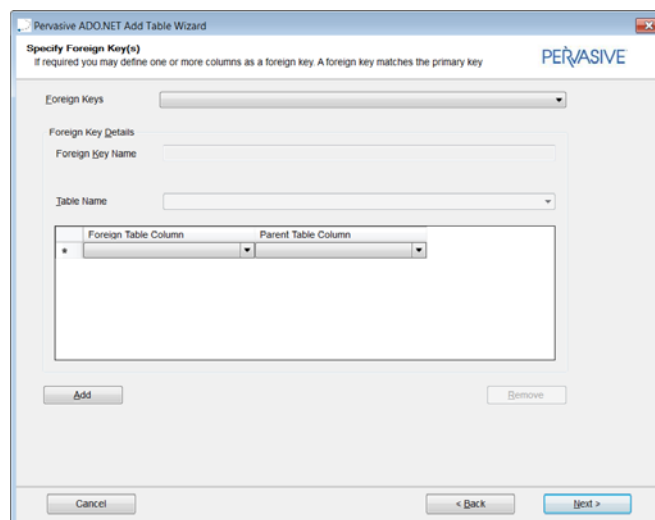 Pervasive ADO.NET Add Table Wizard
Specify Foreign Key(s)
If required you may define one or more columns as a foreign key. A foreign key matches the primary key
PERVASIVE
Foreign Keys
Foreign Key Details
Foreign Key Name
Table Name
Foreign Table Column Parent Table Column
*
Add Remove
Cancel < Back Next >